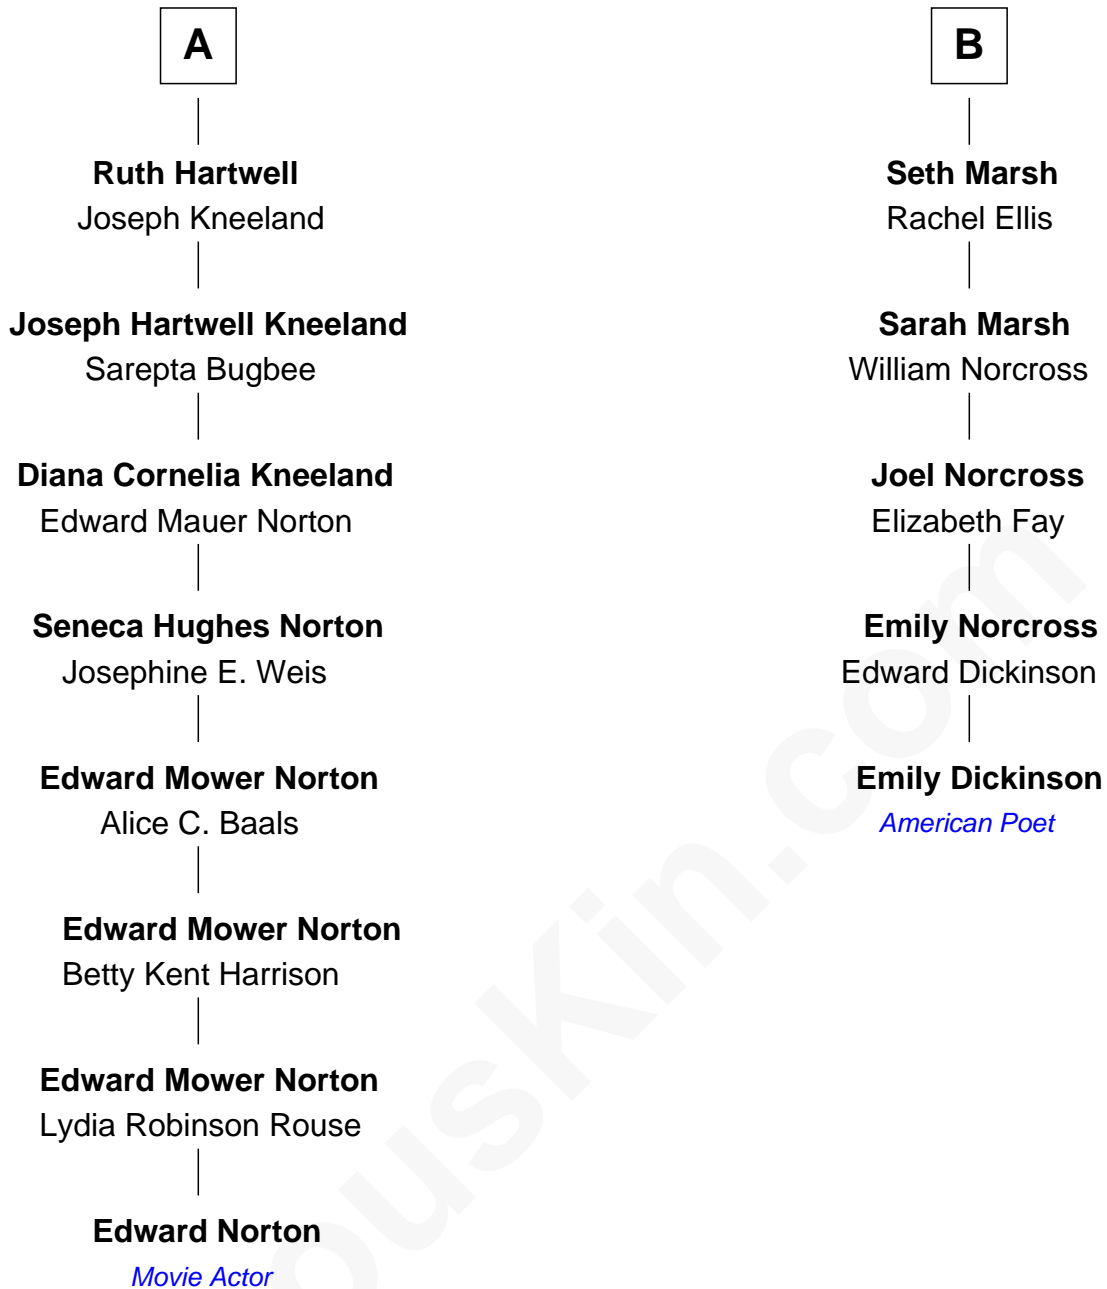 A
Ruth Hartwell
Joseph Kneeland
Joseph Hartwell Kneeland
Sarepta Bugbee
Diana Cornelia Kneeland
Edward Mauer Norton
Seneca Hughes Norton
Josephine E. Weis
Edward Mower Norton
Alice C. Baals
Edward Mower Norton
Betty Kent Harrison
Edward Mower Norton
Lydia Robinson Rouse
Edward Norton
Movie Actor
B
Seth Marsh
Rachel Ellis
Sarah Marsh
William Norcross
Joel Norcross
Elizabeth Fay
Emily Norcross
Edward Dickinson
Emily Dickinson
American Poet
ousKin.com